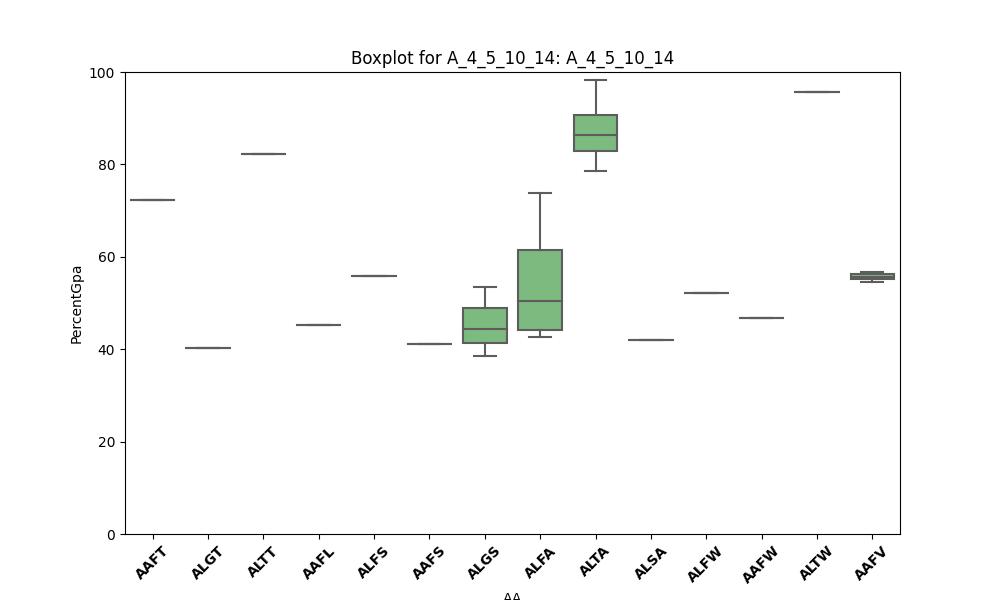 Boxplot for A_4_5_10_14: A_4_5_10_14
100
80
60
40
20
0
PercentGpa
AAFT ALGT ALTT AAFL ALFS AAFS ALGS ALFA ALTA ALSA ALFW AAFW ALTW AAFV
AA